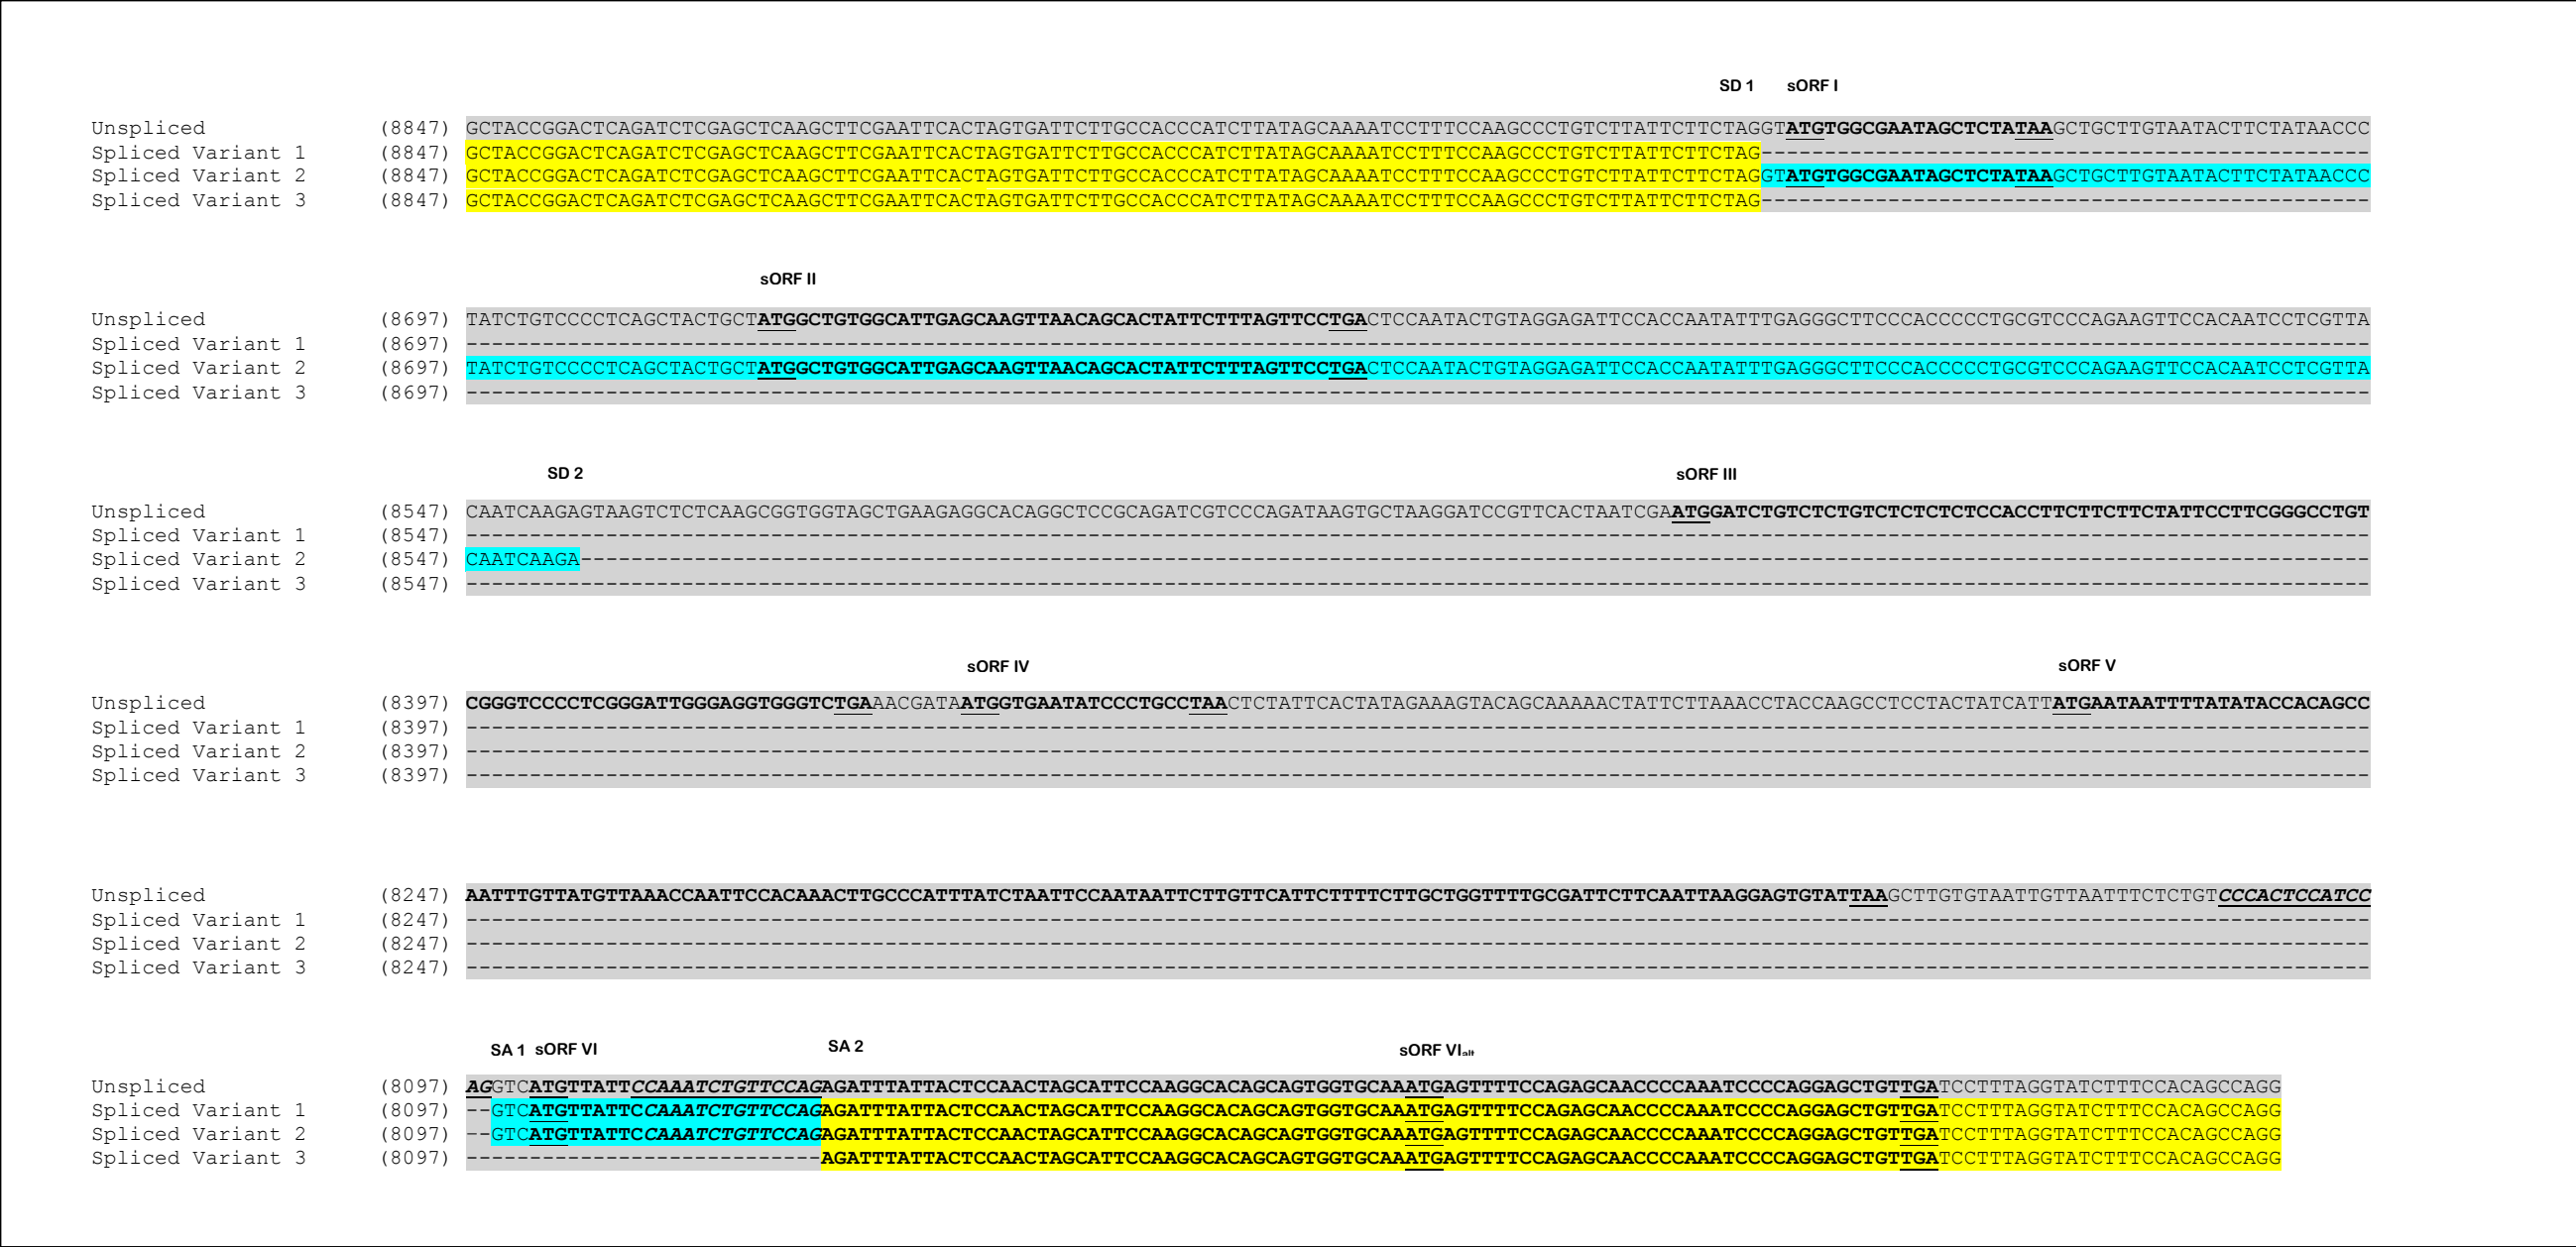 SD 1 sORF I
Unspliced (8847) GCTACCGGACTCAGATCTCGAGCTCAAGCTTCGAATTCACTAGTGATTCTTGCCACCCATCTTATAGCAAAATCCTTTCCAAGCCCTGTCTTATTCTTCTAGGTATGTGGCGAATAGCTCTATAAGCTGCTTGTAATACTTCTATAACCC
Spliced Variant 1 (8847) GCTACCGGACTCAGATCTCGAGCTCAAGCTTCGAATTCACTAGTGATTCTTGCCACCCATCTTATAGCAAAATCCTTTCCAAGCCCTGTCTTATTCTTCTAG------------------------------------------------
Spliced Variant 2 (8847) GCTACCGGACTCAGATCTCGAGCTCAAGCTTCGAATTCACTAGTGATTCTTGCCACCCATCTTATAGCAAAATCCTTTCCAAGCCCTGTCTTATTCTTCTAGGTATGTGGCGAATAGCTCTATAAGCTGCTTGTAATACTTCTATAACCC
Spliced Variant 3 (8847) GCTACCGGACTCAGATCTCGAGCTCAAGCTTCGAATTCACTAGTGATTCTTGCCACCCATCTTATAGCAAAATCCTTTCCAAGCCCTGTCTTATTCTTCTAG------------------------------------------------
sORF II
Unspliced (8697) TATCTGTCCCCTCAGCTACTGCTATGGCTGTGGCATTGAGCAAGTTAACAGCACTATTCTTTAGTTCCTGACTCCAATACTGTAGGAGATTCCACCAATATTTGAGGGCTTCCCACCCCCTGCGTCCCAGAAGTTCCACAATCCTCGTTA
Spliced Variant 1 (8697) ------------------------------------------------------------------------------------------------------------------------------------------------------
Spliced Variant 2 (8697) TATCTGTCCCCTCAGCTACTGCTATGGCTGTGGCATTGAGCAAGTTAACAGCACTATTCTTTAGTTCCTGACTCCAATACTGTAGGAGATTCCACCAATATTTGAGGGCTTCCCACCCCCTGCGTCCCAGAAGTTCCACAATCCTCGTTA
Spliced Variant 3 (8697) ------------------------------------------------------------------------------------------------------------------------------------------------------
SD 2 sORF III
Unspliced (8547) CAATCAAGAGTAAGTCTCTCAAGCGGTGGTAGCTGAAGAGGCACAGGCTCCGCAGATCGTCCCAGATAAGTGCTAAGGATCCGTTCACTAATCGAATGGATCTGTCTCTGTCTCTCTCTCCACCTTCTTCTTCTATTCCTTCGGGCCTGT
Spliced Variant 1 (8547) ------------------------------------------------------------------------------------------------------------------------------------------------------
Spliced Variant 2 (8547) CAATCAAGA---------------------------------------------------------------------------------------------------------------------------------------------
Spliced Variant 3 (8547) ------------------------------------------------------------------------------------------------------------------------------------------------------
sORF IV sORF V
Unspliced (8397) CGGGTCCCCTCGGGATTGGGAGGTGGGTCTGAAACGATAATGGTGAATATCCCTGCCTAACTCTATTCACTATAGAAAGTACAGCAAAAACTATTCTTAAACCTACCAAGCCTCCTACTATCATTATGAATAATTTTATATACCACAGCC
Spliced Variant 1 (8397) ------------------------------------------------------------------------------------------------------------------------------------------------------
Spliced Variant 2 (8397) ------------------------------------------------------------------------------------------------------------------------------------------------------
Spliced Variant 3 (8397) ------------------------------------------------------------------------------------------------------------------------------------------------------
Unspliced (8247) AATTTGTTATGTTAAACCAATTCCACAAACTTGCCCATTTATCTAATTCCAATAATTCTTGTTCATTCTTTTCTTGCTGGTTTTGCGATTCTTCAATTAAGGAGTGTATTAAGCTTGTGTAATTGTTAATTTCTCTGTCCCACTCCATCC
Spliced Variant 1 (8247) ------------------------------------------------------------------------------------------------------------------------------------------------------
Spliced Variant 2 (8247) ------------------------------------------------------------------------------------------------------------------------------------------------------
Spliced Variant 3 (8247) ------------------------------------------------------------------------------------------------------------------------------------------------------
SA 1 sORF VI SA 2 sORF VIalt
Unspliced (8097) AGGTCATGTTATTCCAAATCTGTTCCAGAGATTTATTACTCCAACTAGCATTCCAAGGCACAGCAGTGGTGCAAATGAGTTTTCCAGAGCAACCCCAAATCCCCAGGAGCTGTTGATCCTTTAGGTATCTTTCCACAGCCAGG
Spliced Variant 1 (8097) --GTCATGTTATTCCAAATCTGTTCCAGAGATTTATTACTCCAACTAGCATTCCAAGGCACAGCAGTGGTGCAAATGAGTTTTCCAGAGCAACCCCAAATCCCCAGGAGCTGTTGATCCTTTAGGTATCTTTCCACAGCCAGG
Spliced Variant 2 (8097) --GTCATGTTATTCCAAATCTGTTCCAGAGATTTATTACTCCAACTAGCATTCCAAGGCACAGCAGTGGTGCAAATGAGTTTTCCAGAGCAACCCCAAATCCCCAGGAGCTGTTGATCCTTTAGGTATCTTTCCACAGCCAGG
Spliced Variant 3 (8097) ----------------------------AGATTTATTACTCCAACTAGCATTCCAAGGCACAGCAGTGGTGCAAATGAGTTTTCCAGAGCAACCCCAAATCCCCAGGAGCTGTTGATCCTTTAGGTATCTTTCCACAGCCAGG